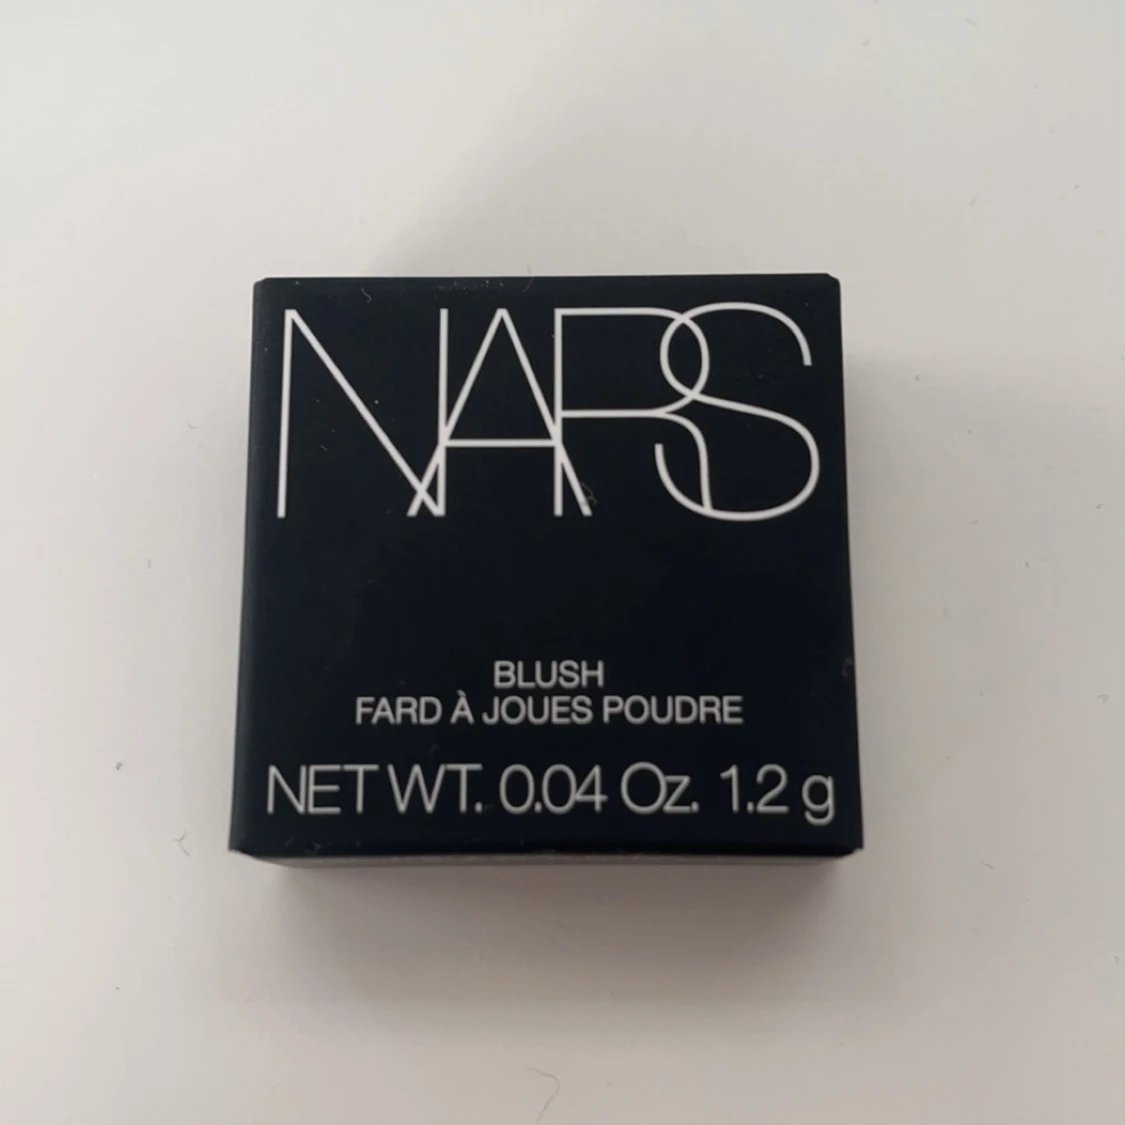 NARS
BLUSH
FARD À JOUES POUDRE
NET WT. 0.04 Oz. 1.2 g